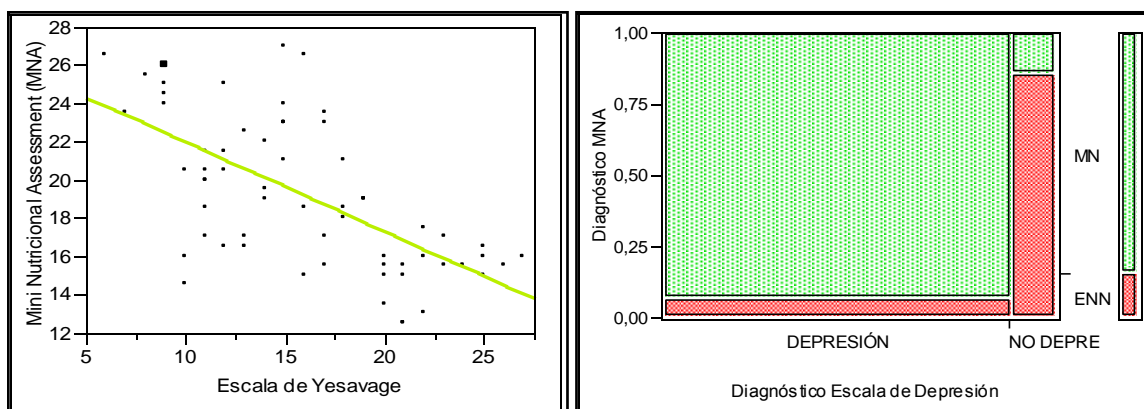 Mini Nutricional Assessment (MNA)
28
26
24
22
20
18
16
14
12
5
10
15
20
25
Escala de Yesavage
Diagnóstico MNA
1,00
0,75
0,50
0,25
0,00
MN
ENN
DEPRESIÓN
NO DEPRE
Diagnóstico Escala de Depresión